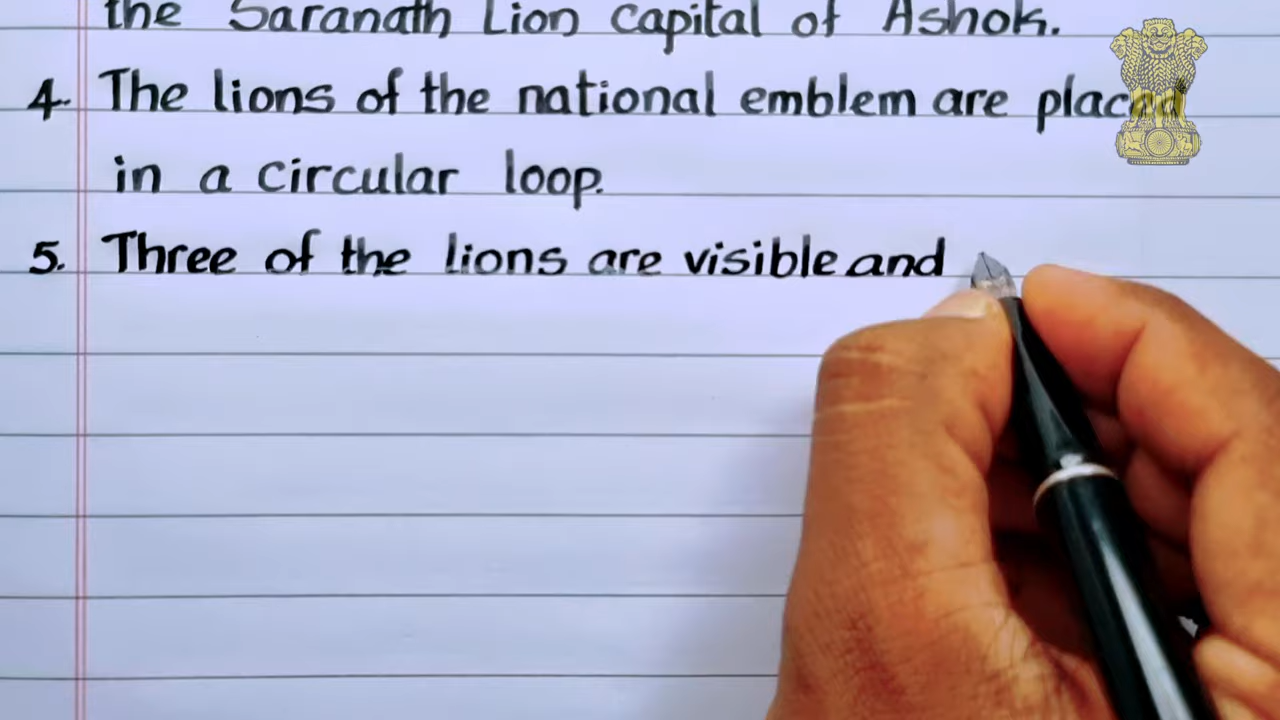 the Saranath Lion Capital of Ashok.
4. The lions of the national emblem are placed
in a circular loop.
5. Three of the lions are visible and